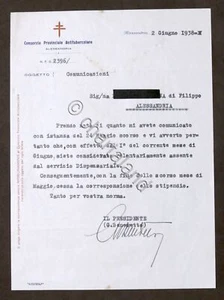 Consorzio Provinciale Antitubercolare
ALESSANDRIA
Alessandria, 2 Giugno 1938-X
N. 2396/
OGGETTO: Comunicazioni
Sig/na di Filippo
ALESSANDRIA
Prendo atto di quanto mi avete comunicato
con istanza del 24 Maggio scorso e vi avverto per-
tanto che, con effetto dal 1° del corrente mese di
Giugno, siete considerata volontariamente assente
dal servizio Dispensariale.
Conseguentemente, con la fine dello scorso mese di
Maggio, cessa la corresponsione dello stipendio.
Tanto per vostra norma.
IL PRESIDENTE